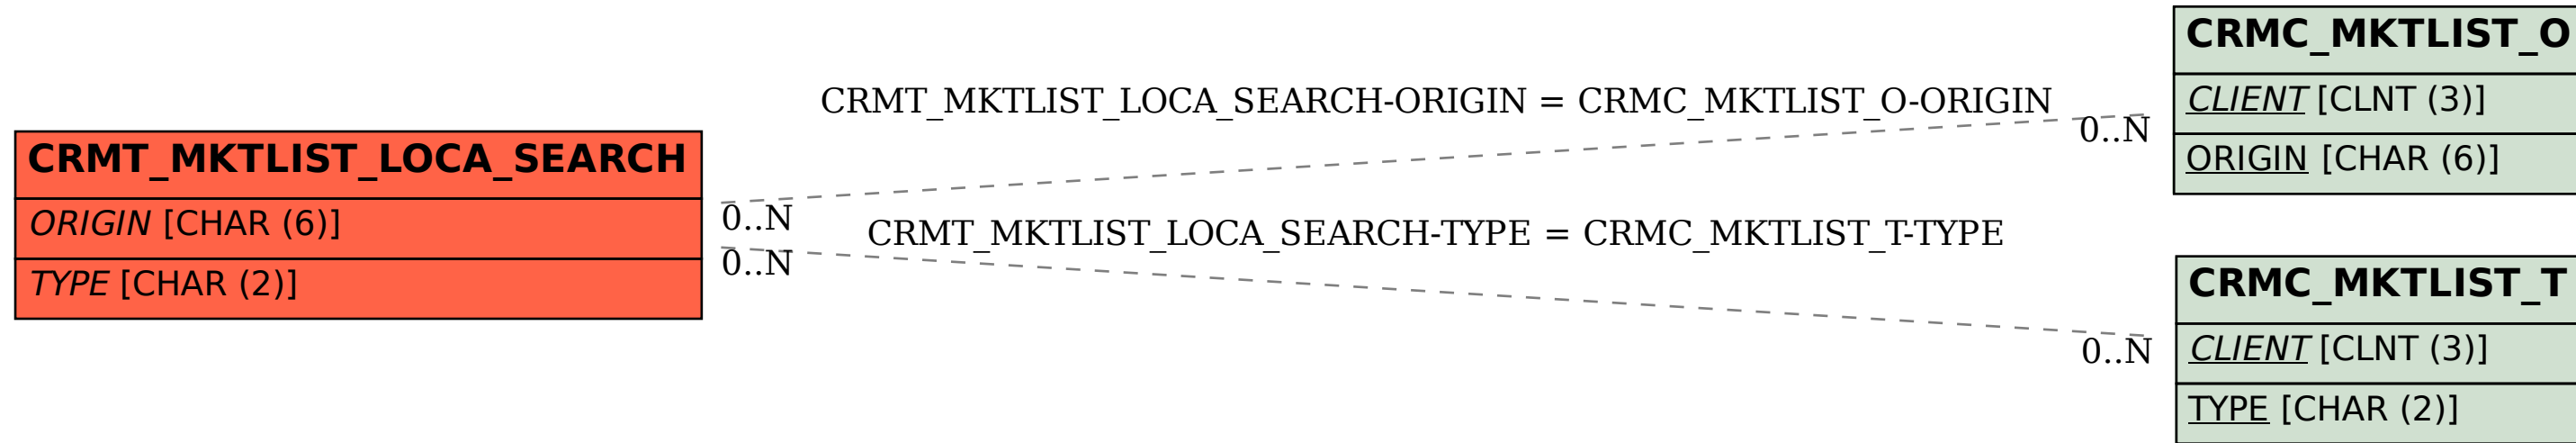 CRMT_MKTLIST_LOCA_SEARCH
ORIGIN [CHAR (6)]
TYPE [CHAR (2)]
CRMT_MKTLIST_LOCA_SEARCH-ORIGIN = CRMC_MKTLIST_O-ORIGIN
0..N
0..N
CRMT_MKTLIST_LOCA_SEARCH-TYPE = CRMC_MKTLIST_T-TYPE
0..N
0..N
CRMC_MKTLIST_O
CLIENT [CLNT (3)]
ORIGIN [CHAR (6)]
CRMC_MKTLIST_T
CLIENT [CLNT (3)]
TYPE [CHAR (2)]